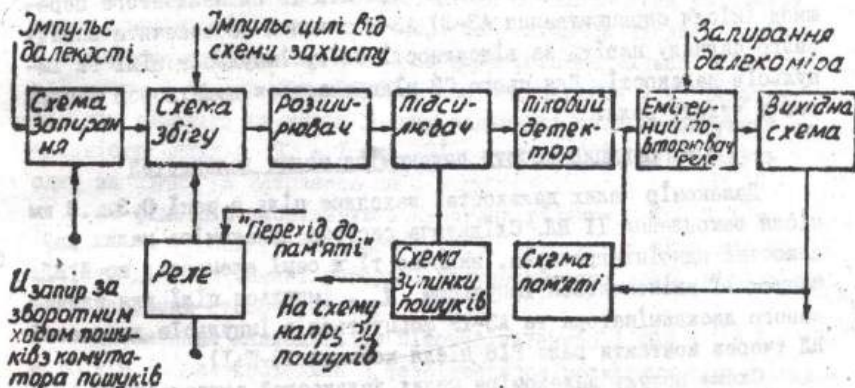 Імпульс
далекості
Імпульс цілі від
схеми захисту
Запирання
далекоміра
Схема
запиран
ня
Схема
збігу
Розши-
рювач
Підси-
лювач
Піковий
детек-
тор
Емітер-
ний по-
вторювач
реле
Вихідна
схема
"Перехід до
пам'яті"
Реле
Схема
зупинки
пошуків
Схема
пам'яті
U запир за
зворотним
ходом пошу-
ків з комута-
тора пошуків
На схему
напруги
пошуків